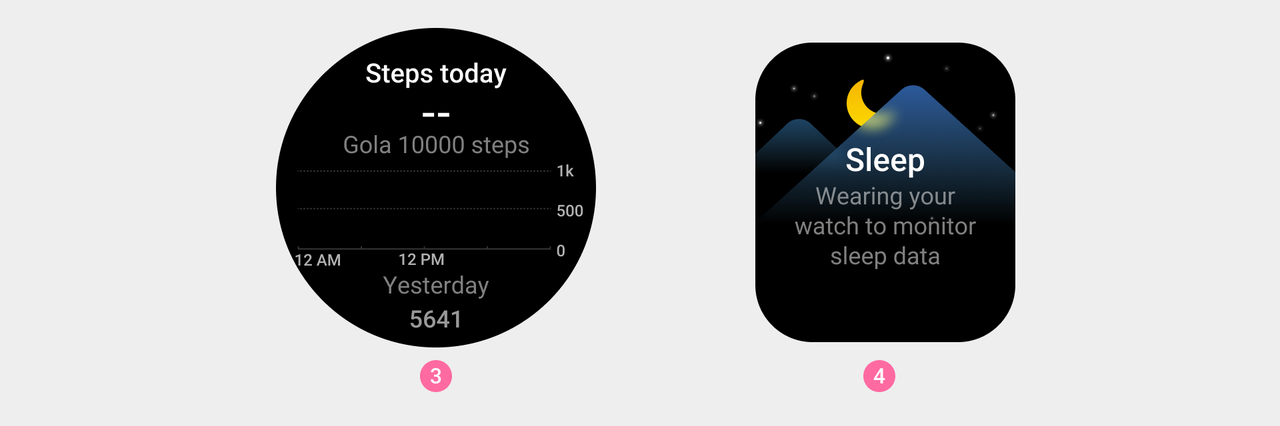 Steps today
--
Gola 10000 steps
1k
500
0
12 AM 12 PM
Yesterday
5641
3
Sleep
Wearing your
watch to monitor
sleep data
4